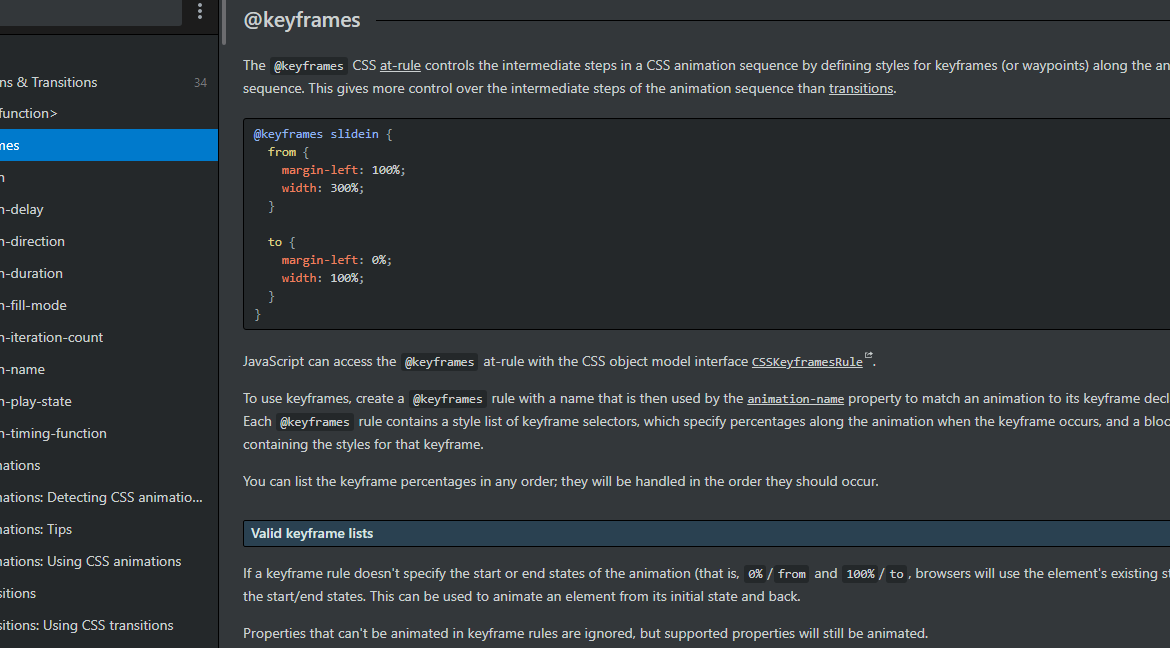 ns & Transitions 34
function>
mes
n
n-delay
n-direction
n-duration
n-fill-mode
n-iteration-count
n-name
n-play-state
n-timing-function
nations
nations: Detecting CSS animatio...
nations: Tips
nations: Using CSS animations
sitions
sitions: Using CSS transitions
@keyframes
The @keyframes CSS at-rule controls the intermediate steps in a CSS animation sequence by defining styles for keyframes (or waypoints) along the an
sequence. This gives more control over the intermediate steps of the animation sequence than transitions.
@keyframes slidein {
from {
margin-left: 100%;
width: 300%;
}
to {
margin-left: 0%;
width: 100%;
}
}
JavaScript can access the @keyframes at-rule with the CSS object model interface CSSKeyframesRule.
To use keyframes, create a @keyframes rule with a name that is then used by the animation-name property to match an animation to its keyframe decl
Each @keyframes rule contains a style list of keyframe selectors, which specify percentages along the animation when the keyframe occurs, and a bloc
containing the styles for that keyframe.
You can list the keyframe percentages in any order; they will be handled in the order they should occur.
Valid keyframe lists
If a keyframe rule doesn't specify the start or end states of the animation (that is, 0%/from and 100%/to, browsers will use the element's existing st
the start/end states. This can be used to animate an element from its initial state and back.
Properties that can't be animated in keyframe rules are ignored, but supported properties will still be animated.